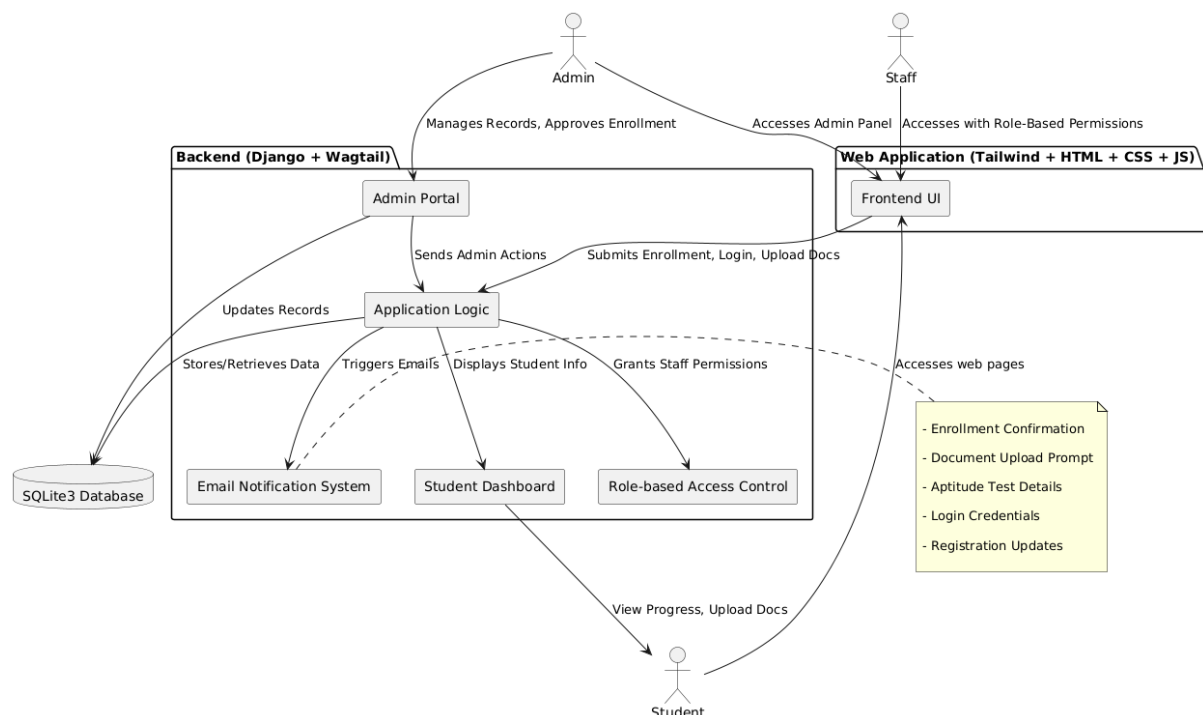 Admin
Staff
Manages Records, Approves Enrollment
Accesses Admin Panel
Accesses with Role-Based Permissions
Backend (Django + Wagtail)
Web Application (Tailwind + HTML + CSS + JS)
Admin Portal
Frontend UI
Sends Admin Actions
Submits Enrollment, Login, Upload Docs
Application Logic
Updates Records
Stores/Retrieves Data
Triggers Emails
Displays Student Info
Grants Staff Permissions
Accesses web pages
- Enrollment Confirmation
- Document Upload Prompt
- Aptitude Test Details
- Login Credentials
- Registration Updates
SQLite3 Database
Email Notification System
Student Dashboard
Role-based Access Control
View Progress, Upload Docs
Student